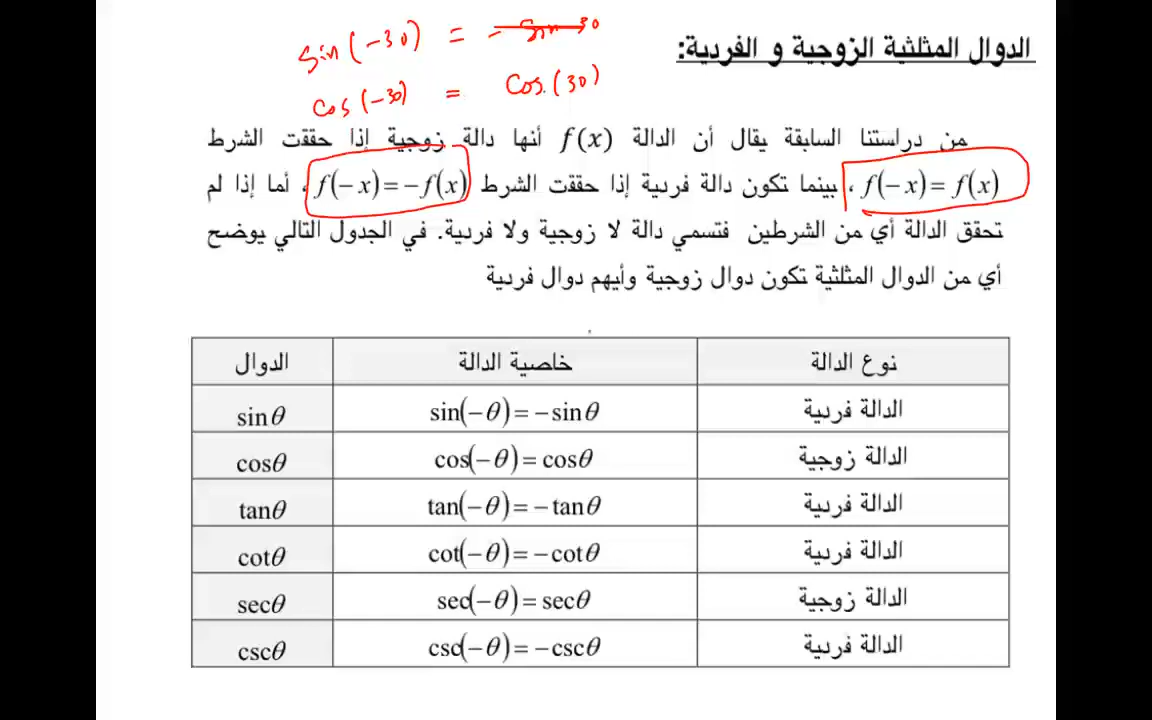 sin(-30) = - sin 30
cos(-30) = cos(30)
الدوال المثلثية الزوجية و الفردية:
من دراستنا السابقة يقال أن الدالة f(x) أنها دالة زوجية إذا حققت الشرط
f(-x)=f(x) ، بينما تكون دالة فردية إذا حققت الشرط f(-x)=-f(x) ، أما إذا لم
تحقق الدالة أي من الشرطين فتسمي دالة لا زوجية ولا فردية. في الجدول التالي يوضح
أي من الدوال المثلثية تكون دوال زوجية وأيهم دوال فردية
نوع الدالة خاصية الدالة الدوال
الدالة فردية sin(-θ)=-sinθ sinθ
الدالة زوجية cos(-θ)=cosθ cosθ
الدالة فردية tan(-θ)=-tanθ tanθ
الدالة فردية cot(-θ)=-cotθ cotθ
الدالة زوجية sec(-θ)=secθ secθ
الدالة فردية csc(-θ)=-cscθ cscθ